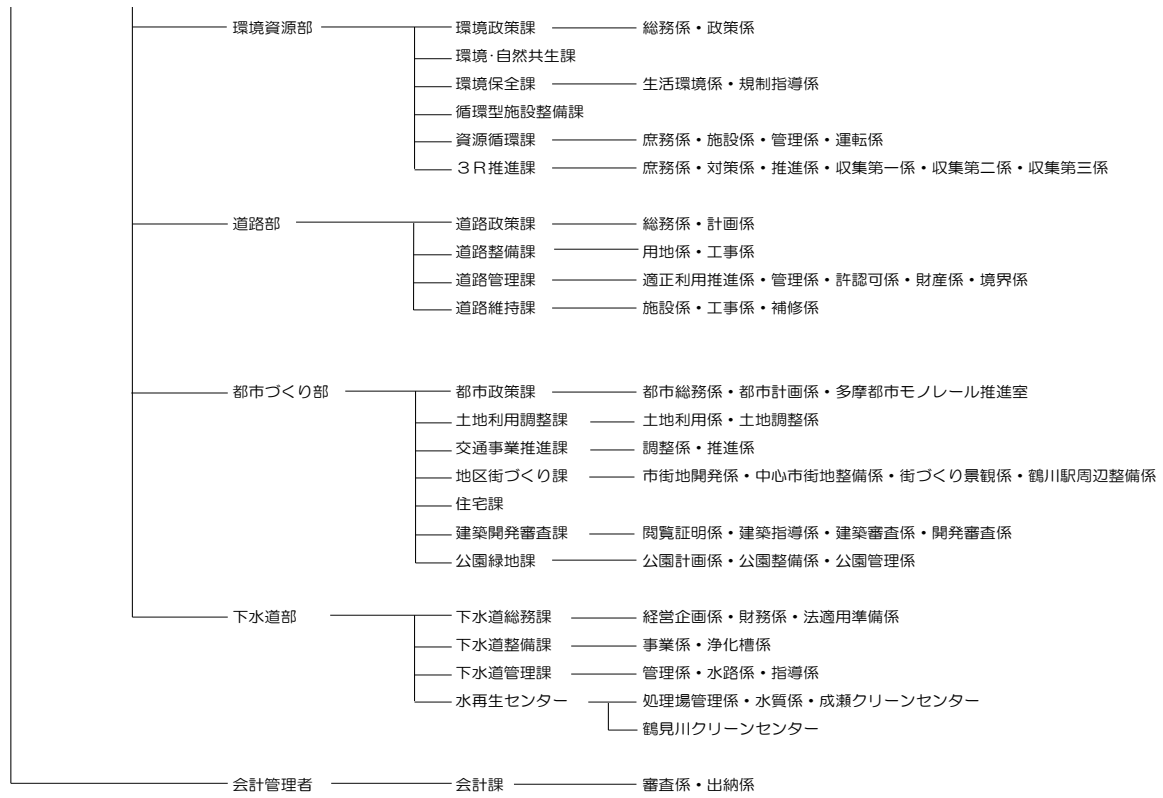 環境資源部 環境政策課 総務係・政策係
環境･自然共生課
環境保全課 生活環境係・規制指導係
循環型施設整備課
資源循環課 庶務係・施設係・管理係・運転係
３Ｒ推進課 庶務係・対策係・推進係・収集第一係・収集第二係・収集第三係
道路部 道路政策課 総務係・計画係
道路整備課 用地係・工事係
道路管理課 適正利用推進係・管理係・許認可係・財産係・境界係
道路維持課 施設係・工事係・補修係
都市づくり部 都市政策課 都市総務係・都市計画係・多摩都市モノレール推進室
土地利用調整課 土地利用係・土地調整係
交通事業推進課 調整係・推進係
地区街づくり課 市街地開発係・中心市街地整備係・街づくり景観係・鶴川駅周辺整備係
住宅課
建築開発審査課 閲覧証明係・建築指導係・建築審査係・開発審査係
公園緑地課 公園計画係・公園整備係・公園管理係
下水道部 下水道総務課 経営企画係・財務係・法適用準備係
下水道整備課 事業係・浄化槽係
下水道管理課 管理係・水路係・指導係
水再生センター 処理場管理係・水質係・成瀬クリーンセンター
鶴見川クリーンセンター
会計管理者 会計課 審査係・出納係